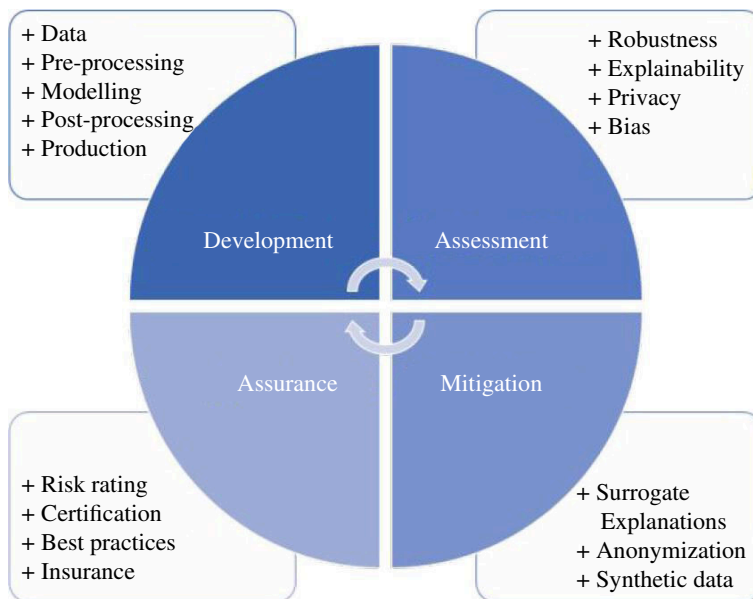 + Data
+ Pre-processing
+ Modelling
+ Post-processing
+ Production
+ Robustness
+ Explainability
+ Privacy
+ Bias
Development
Assessment
Assurance
Mitigation
+ Risk rating
+ Certification
+ Best practices
+ Insurance
+ Surrogate
Explanations
+ Anonymization
+ Synthetic data